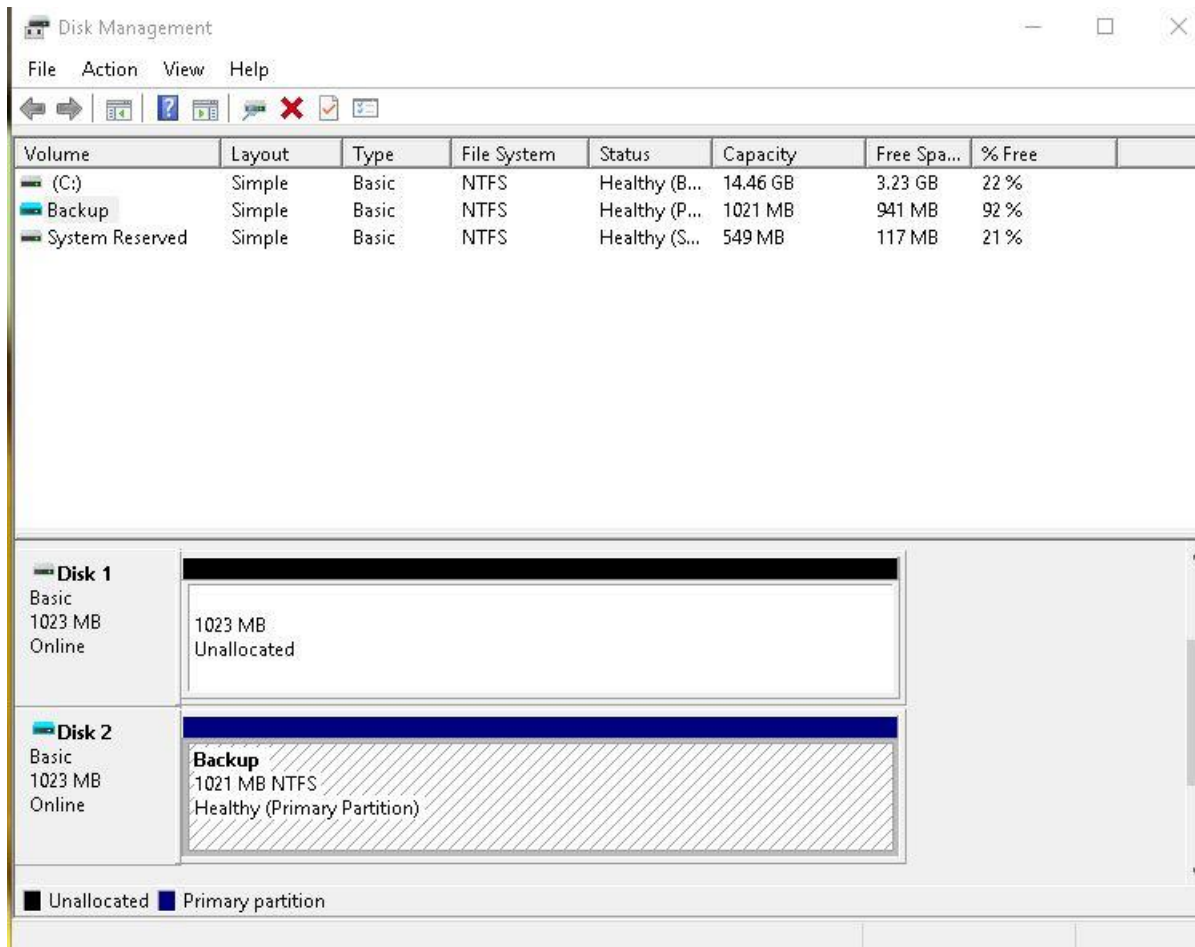 Disk Management
File Action View Help
Volume Layout Type File System Status Capacity Free Spa... % Free
(C:) Simple Basic NTFS Healthy (B... 14.46 GB 3.23 GB 22 %
Backup Simple Basic NTFS Healthy (P... 1021 MB 941 MB 92 %
System Reserved Simple Basic NTFS Healthy (S... 549 MB 117 MB 21 %
Disk 1
Basic
1023 MB
Online
1023 MB
Unallocated
Disk 2
Basic
1023 MB
Online
Backup
1021 MB NTFS
Healthy (Primary Partition)
Unallocated Primary partition